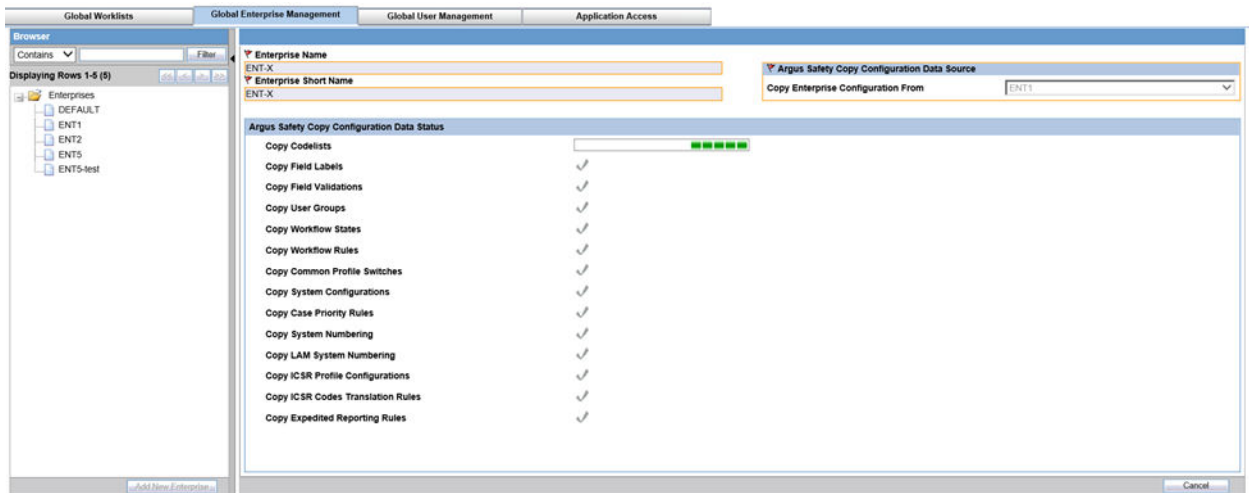 Global Worklists Global Enterprise Management Global User Management Application Access
Browser
Contains Filter
Displaying Rows 1-5 (5)
Enterprises
DEFAULT
ENT1
ENT2
ENT5
ENT5-test
Add New Enterprise
Enterprise Name
ENT-X
Enterprise Short Name
ENT-X
Argus Safety Copy Configuration Data Source
Copy Enterprise Configuration From ENT1
Argus Safety Copy Configuration Data Status
Copy Codelists
Copy Field Labels
Copy Field Validations
Copy User Groups
Copy Workflow States
Copy Workflow Rules
Copy Common Profile Switches
Copy System Configurations
Copy Case Priority Rules
Copy System Numbering
Copy LAM System Numbering
Copy ICSR Profile Configurations
Copy ICSR Codes Translation Rules
Copy Expedited Reporting Rules
Cancel